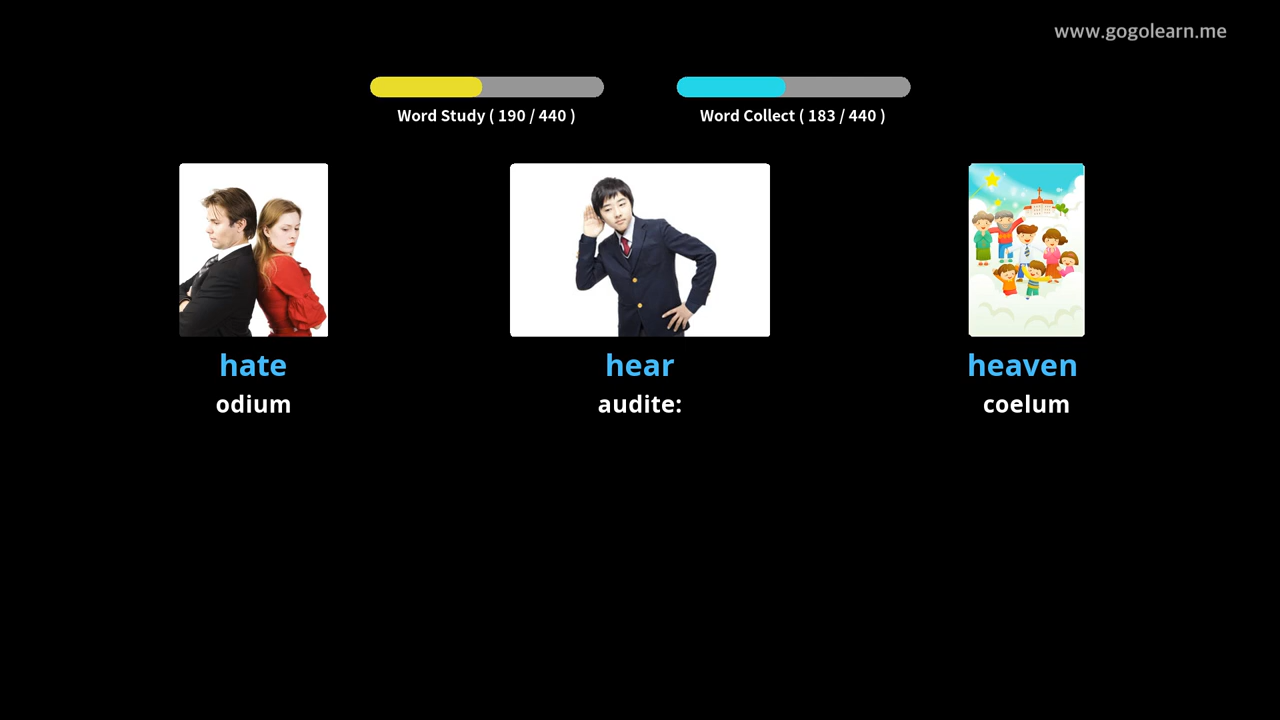 www.gogolearn.me
Word Study ( 190 / 440 )
Word Collect ( 183 / 440 )
hate
odium
hear
audite:
heaven
coelum